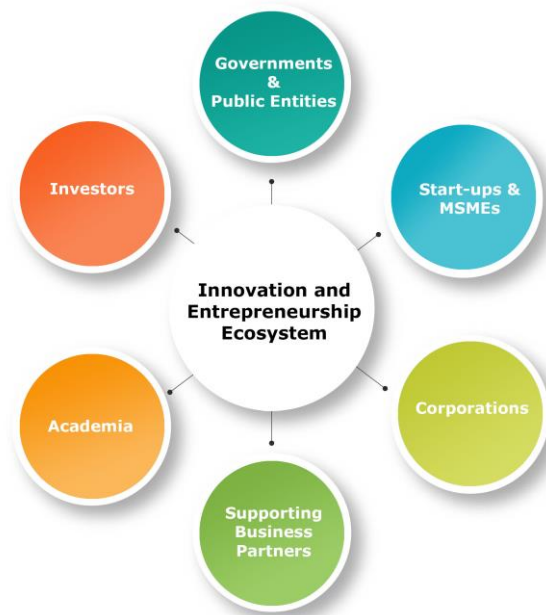 Governments
&
Public Entities
Investors
Start-ups &
MSMEs
Innovation and
Entrepreneurship
Ecosystem
Academia
Corporations
Supporting
Business
Partners